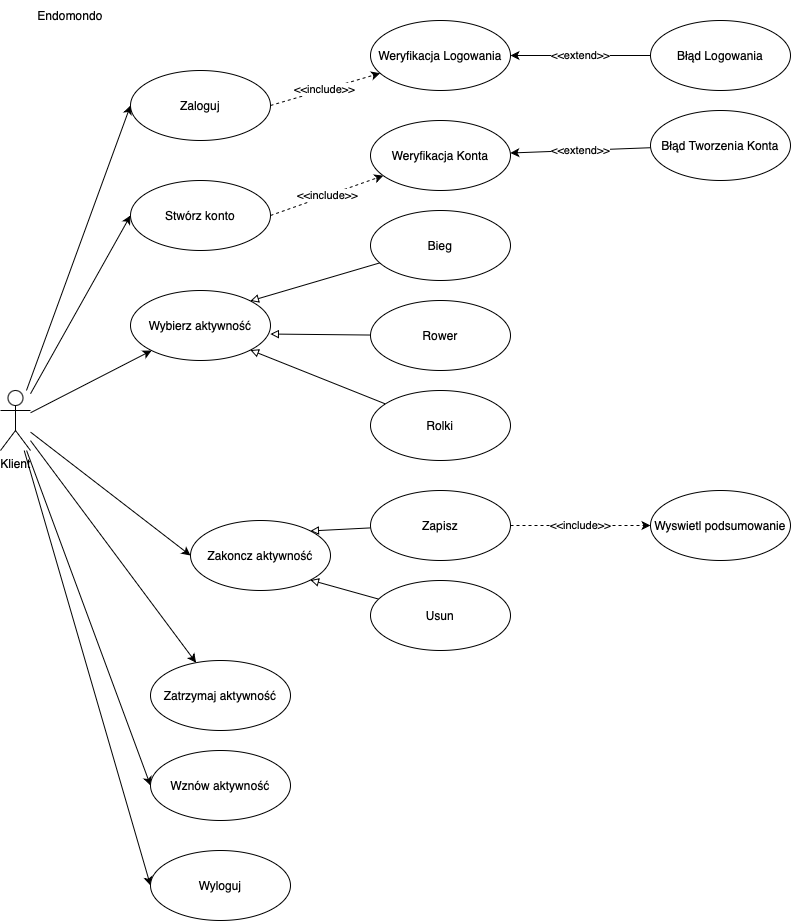 Endomondo
Weryfikacja Logowania
<<extend>>
Błąd Logowania
Zaloguj
<<include>>
Weryfikacja Konta
<<extend>>
Błąd Tworzenia Konta
Stwórz konto
<<include>>
Bieg
Wybierz aktywność
Rower
Rolki
Klient
Zapisz
<<include>>
Wyswietl podsumowanie
Zakoncz aktywność
Usun
Zatrzymaj aktywność
Wznów aktywność
Wyloguj